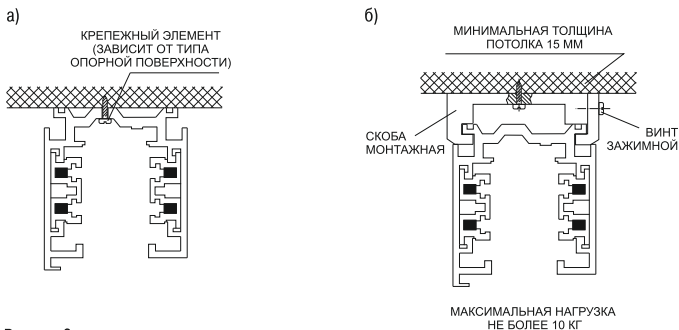 а)
КРЕПЕЖНЫЙ ЭЛЕМЕНТ
(ЗАВИСИТ ОТ ТИПА
ОПОРНОЙ ПОВЕРХНОСТИ)
б)
МИНИМАЛЬНАЯ ТОЛЩИНА
ПОТОЛКА 15 ММ
СКОБА
МОНТАЖНАЯ
ВИНТ
ЗАЖИМНОЙ
МАКСИМАЛЬНАЯ НАГРУЗКА
НЕ БОЛЕЕ 10 КГ